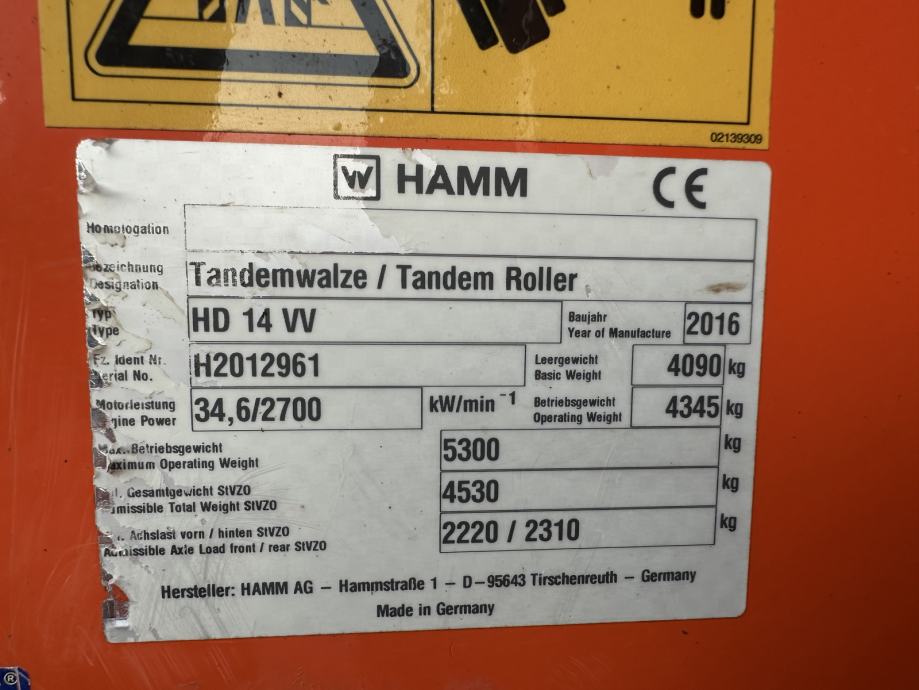 02139309
HAMM CE
Homologation
Bezeichnung
Designation
Tandemwalze / Tandem Roller
Typ
Type
HD 14 VV
Baujahr
Year of Manufacture
2016
Fz. Ident Nr.
Serial No.
H2012961
Leergewicht
Basic Weight
4090 kg
Motorleistung
Engine Power
34,6/2700 kW/min⁻¹
Betriebsgewicht
Operating Weight
4345 kg
Max. Betriebsgewicht
Maximum Operating Weight
5300 kg
Gesamtgewicht StVZO
Admissible Total Weight StVZO
4530 kg
Achslast vorn / hinten StVZO
Admissible Axle Load front / rear StVZO
2220 / 2310 kg
Hersteller: HAMM AG – Hammstraße 1 – D–95643 Tirschenreuth – Germany
Made in Germany
®